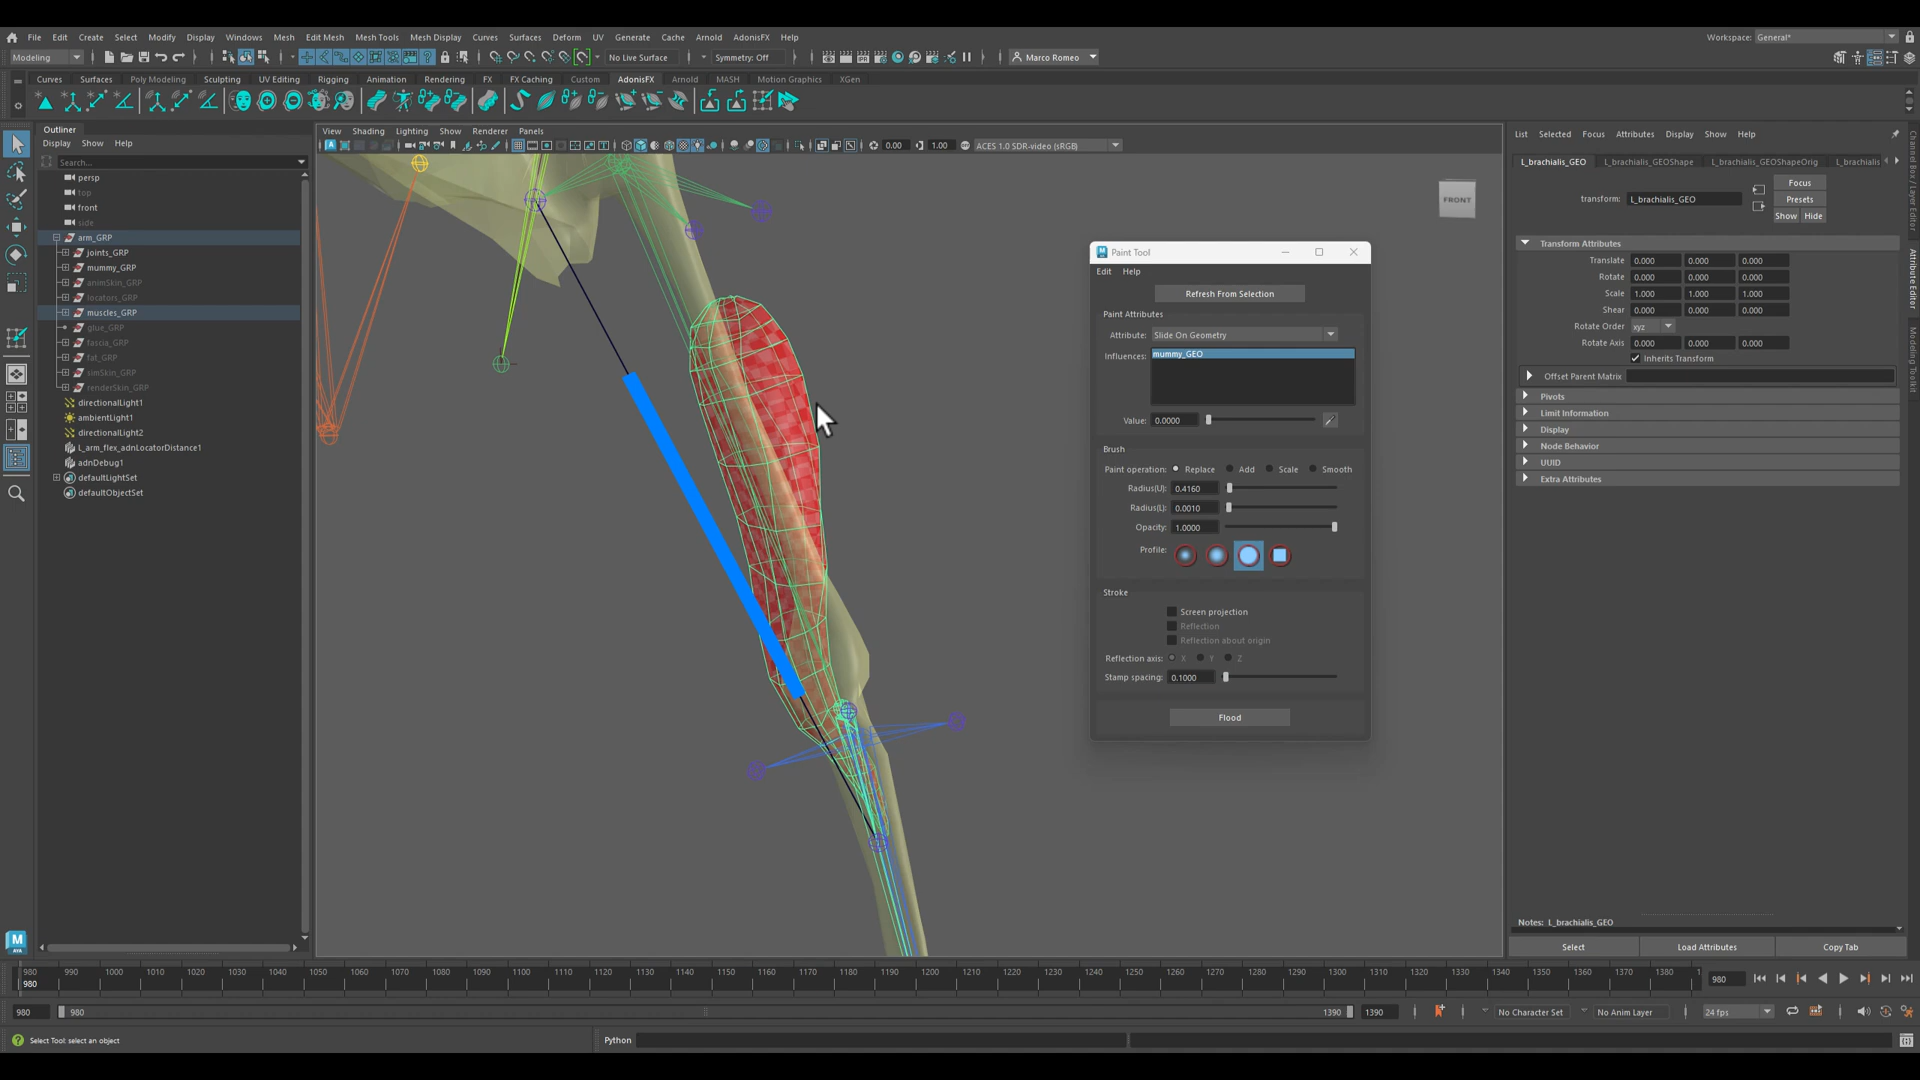 File Edit Create Select Modify Display Windows Mesh Edit Mesh Mesh Tools Mesh Display Curves Surfaces Deform UV Generate Cache Arnold AdonisFX Help Workspace: General*
Modeling No Live Surface Symmetry: Off Marco Romeo
Curves Surfaces Poly Modeling Sculpting UV Editing Rigging Animation Rendering FX FX Caching Custom AdonisFX Arnold MASH Motion Graphics XGen
Outliner
Display Show Help
Search...
persp
top
front
side
arm_GRP
joints_GRP
mummy_GRP
animSkin_GRP
locators_GRP
muscles_GRP
glue_GRP
fascia_GRP
fat_GRP
simSkin_GRP
renderSkin_GRP
directionalLight1
ambientLight1
directionalLight2
L_arm_flex_adnLocatorDistance1
adnDebug1
defaultLightSet
defaultObjectSet
View Shading Lighting Show Renderer Panels
0.00 1.00 ACES 1.0 SDR-video (sRGB)
FRONT
Paint Tool
Edit Help
Refresh From Selection
Paint Attributes
Attribute: Slide On Geometry
Influences: mummy_GEO
Value: 0.0000
Brush
Paint operation: Replace Add Scale Smooth
Radius(U): 0.4160
Radius(L): 0.0010
Opacity: 1.0000
Profile:
Stroke
Screen projection
Reflection
Reflection about origin
Reflection axis: X Y Z
Stamp spacing: 0.1000
Flood
List Selected Focus Attributes Display Show Help
L_brachialis_GEO L_brachialis_GEOShape L_brachialis_GEOShapeOrig L_brachialis
transform: L_brachialis_GEO
Focus
Presets
Show Hide
Transform Attributes
Translate 0.000 0.000 0.000
Rotate 0.000 0.000 0.000
Scale 1.000 1.000 1.000
Shear 0.000 0.000 0.000
Rotate Order xyz
Rotate Axis 0.000 0.000 0.000
Inherits Transform
Offset Parent Matrix
Pivots
Limit Information
Display
Node Behavior
UUID
Extra Attributes
Notes: L_brachialis_GEO
Select Load Attributes Copy Tab
Channel Box / Layer Editor
Attribute Editor
Modeling Toolkit
980 990 1000 1010 1020 1030 1040 1050 1060 1070 1080 1090 1100 1110 1120 1130 1140 1150 1160 1170 1180 1190 1200 1210 1220 1230 1240 1250 1260 1270 1280 1290 1300 1310 1320 1330 1340 1350 1360 1370 1380 1
980 980
980 980 1390 1390 No Character Set No Anim Layer 24 fps
Select Tool: select an object Python